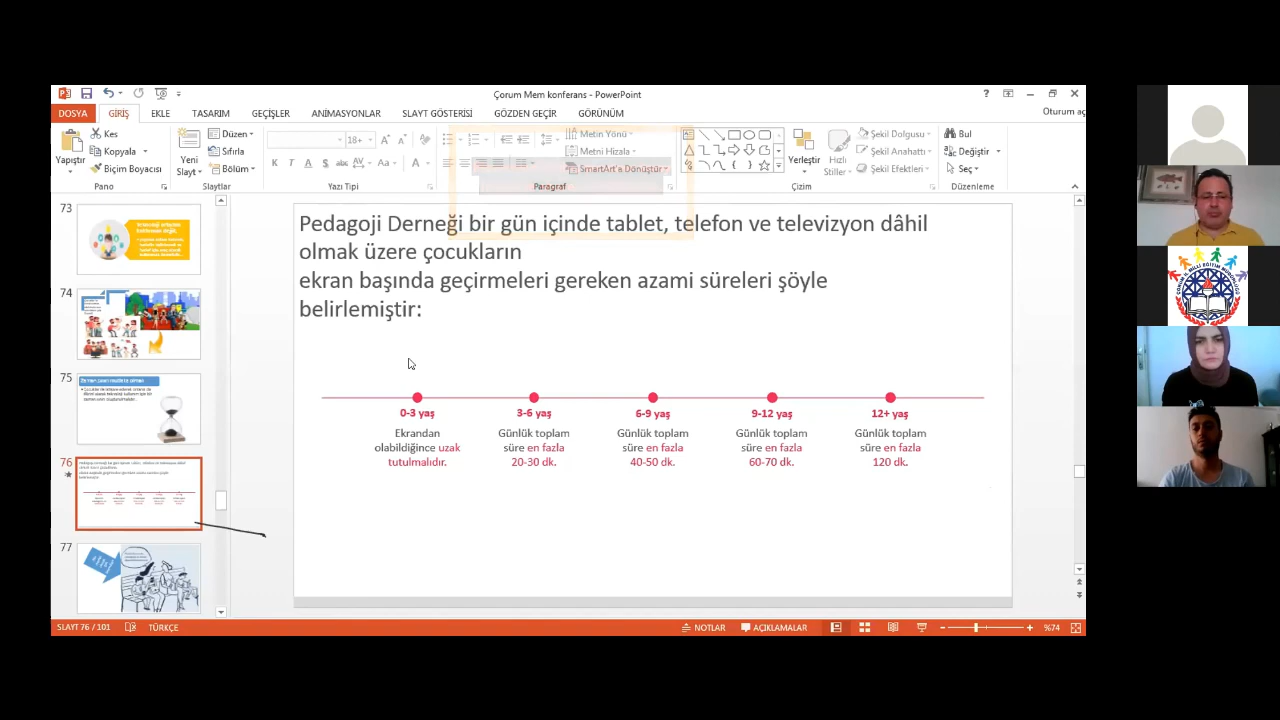 Çorum Mem konferans - PowerPoint
DOSYA GİRİŞ EKLE TASARIM GEÇİŞLER ANİMASYONLAR SLAYT GÖSTERİSİ GÖZDEN GEÇİR GÖRÜNÜM Oturum aç
Yapıştır
Kes
Kopyala
Biçim Boyacısı
Pano
Yeni
Slayt
Düzen
Sıfırla
Bölüm
Slaytlar
18+
K T A S abc AV Aa A
Yazı Tipi
Metin Yönü
Metni Hizala
SmartArt'a Dönüştür
Paragraf
Yerleştir
Hızlı
Stiller
Şekil Dolgusu
Şekil Anahattı
Şekil Efektleri
Çizim
Bul
Değiştir
Seç
Düzenleme
73
74
75
76
77
Pedagoji Derneği bir gün içinde tablet, telefon ve televizyon dâhil
olmak üzere çocukların
ekran başında geçirmeleri gereken azami süreleri şöyle
belirlemiştir:
0-3 yaş
Ekrandan
olabildiğince uzak
tutulmalıdır.
3-6 yaş
Günlük toplam
süre en fazla
20-30 dk.
6-9 yaş
Günlük toplam
süre en fazla
40-50 dk.
9-12 yaş
Günlük toplam
süre en fazla
60-70 dk.
12+ yaş
Günlük toplam
süre en fazla
120 dk.
SLAYT 76 / 101 TÜRKÇE NOTLAR AÇIKLAMALAR %74